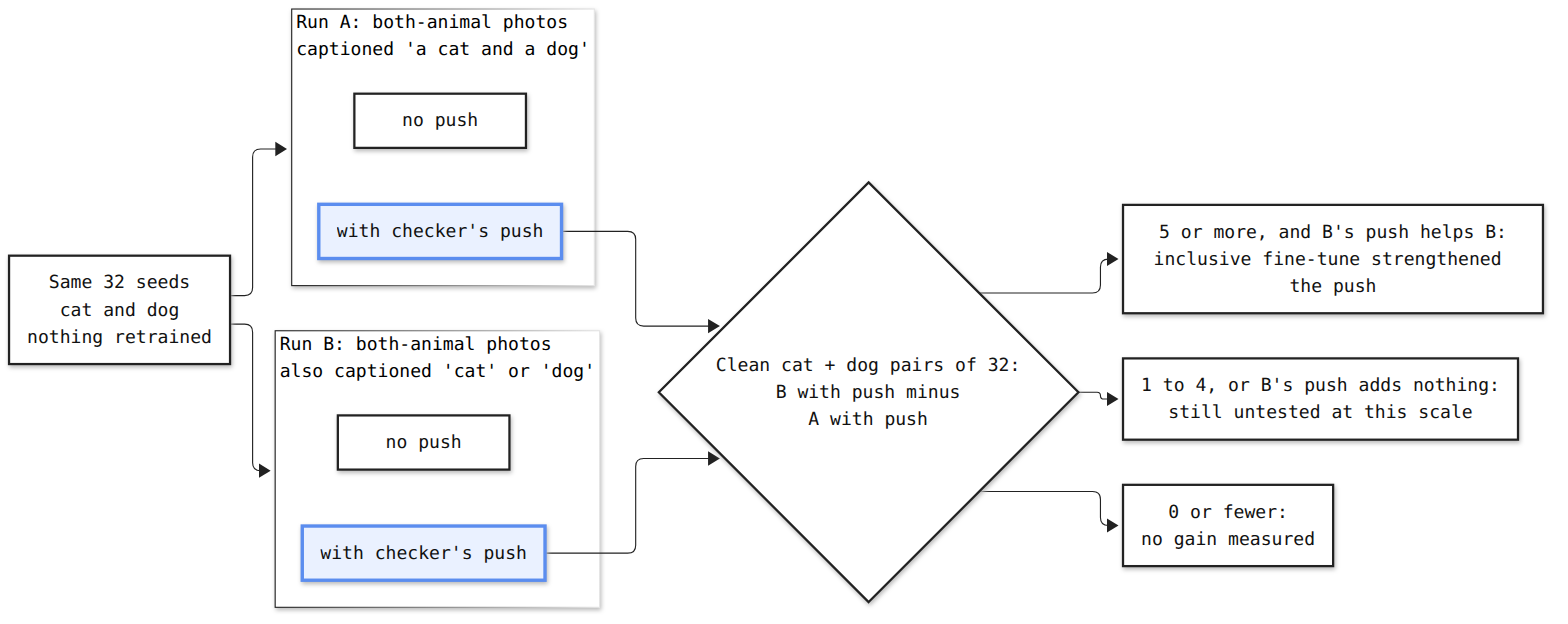 Same 32 seeds
cat and dog
nothing retrained
Run A: both-animal photos
captioned 'a cat and a dog'
no push
with checker's push
Run B: both-animal photos
also captioned 'cat' or 'dog'
no push
with checker's push
Clean cat + dog pairs of 32:
B with push minus
A with push
5 or more, and B's push helps B:
inclusive fine-tune strengthened
the push
1 to 4, or B's push adds nothing:
still untested at this scale
0 or fewer:
no gain measured